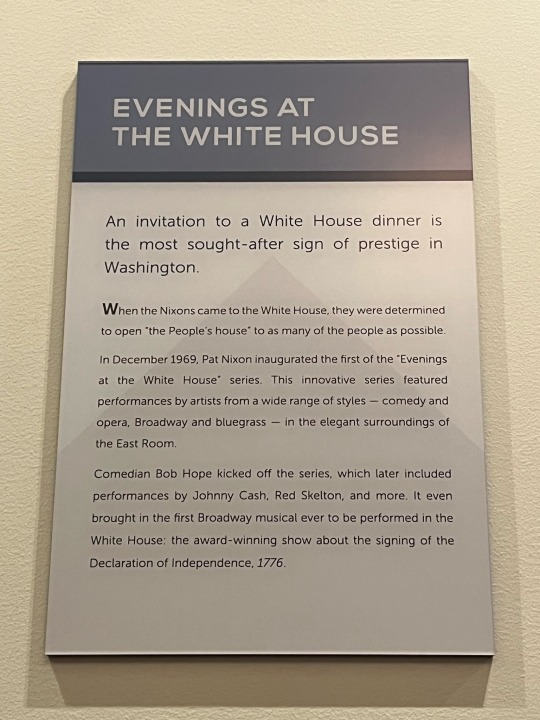 EVENINGS AT
THE WHITE HOUSE
An invitation to a White House dinner is
the most sought-after sign of prestige in
Washington.
When the Nixons came to the White House, they were determined
to open "the People's house" to as many of the people as possible.
In December 1969, Pat Nixon inaugurated the first of the "Evenings
at the White House" series. This innovative series featured
performances by artists from a wide range of styles — comedy and
opera, Broadway and bluegrass — in the elegant surroundings of
the East Room.
Comedian Bob Hope kicked off the series, which later included
performances by Johnny Cash, Red Skelton, and more. It even
brought in the first Broadway musical ever to be performed in the
White House: the award-winning show about the signing of the
Declaration of Independence, 1776.